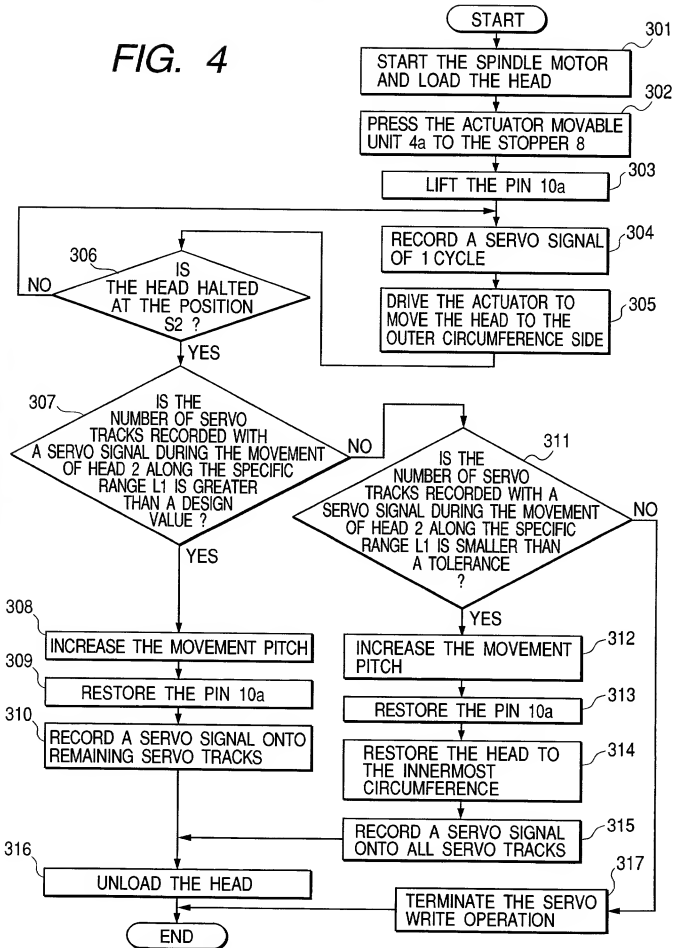 FIG. 4
START
301
START THE SPINDLE MOTOR
AND LOAD THE HEAD
302
PRESS THE ACTUATOR MOVABLE
UNIT 4a TO THE STOPPER 8
303
LIFT THE PIN 10a
304
RECORD A SERVO SIGNAL
OF 1 CYCLE
305
DRIVE THE ACTUATOR TO
MOVE THE HEAD TO THE
OUTER CIRCUMFERENCE SIDE
306
IS
THE HEAD HALTED
AT THE POSITION
S2 ?
NO
YES
307
IS THE
NUMBER OF SERVO
TRACKS RECORDED WITH
A SERVO SIGNAL DURING THE MOVEMENT
OF HEAD 2 ALONG THE SPECIFIC
RANGE L1 IS GREATER
THAN A DESIGN
VALUE ?
NO
YES
311
IS THE
NUMBER OF SERVO
TRACKS RECORDED WITH A
SERVO SIGNAL DURING THE MOVEMENT
OF HEAD 2 ALONG THE SPECIFIC
RANGE L1 IS SMALLER THAN
A TOLERANCE
?
NO
YES
308
INCREASE THE MOVEMENT PITCH
309
RESTORE THE PIN 10a
310
RECORD A SERVO SIGNAL ONTO
REMAINING SERVO TRACKS
312
INCREASE THE MOVEMENT
PITCH
313
RESTORE THE PIN 10a
314
RESTORE THE HEAD TO
THE INNERMOST
CIRCUMFERENCE
315
RECORD A SERVO SIGNAL
ONTO ALL SERVO TRACKS
316
UNLOAD THE HEAD
317
TERMINATE THE SERVO
WRITE OPERATION
END